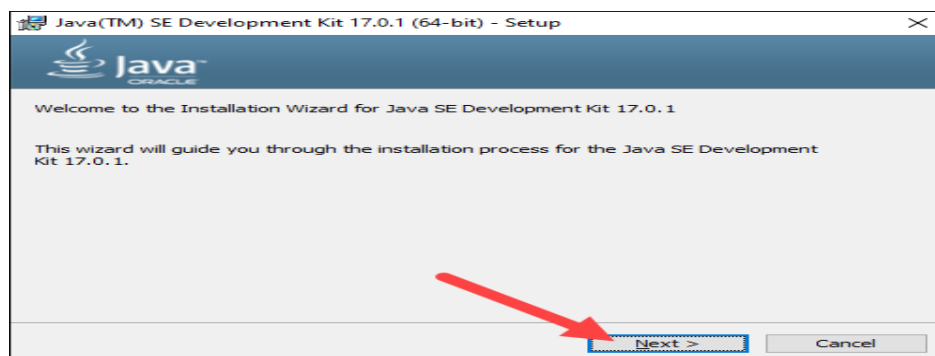 Java(TM) SE Development Kit 17.0.1 (64-bit) - Setup
Java™
ORACLE
Welcome to the Installation Wizard for Java SE Development Kit 17.0.1
This wizard will guide you through the installation process for the Java SE Development
Kit 17.0.1.
Next >
Cancel